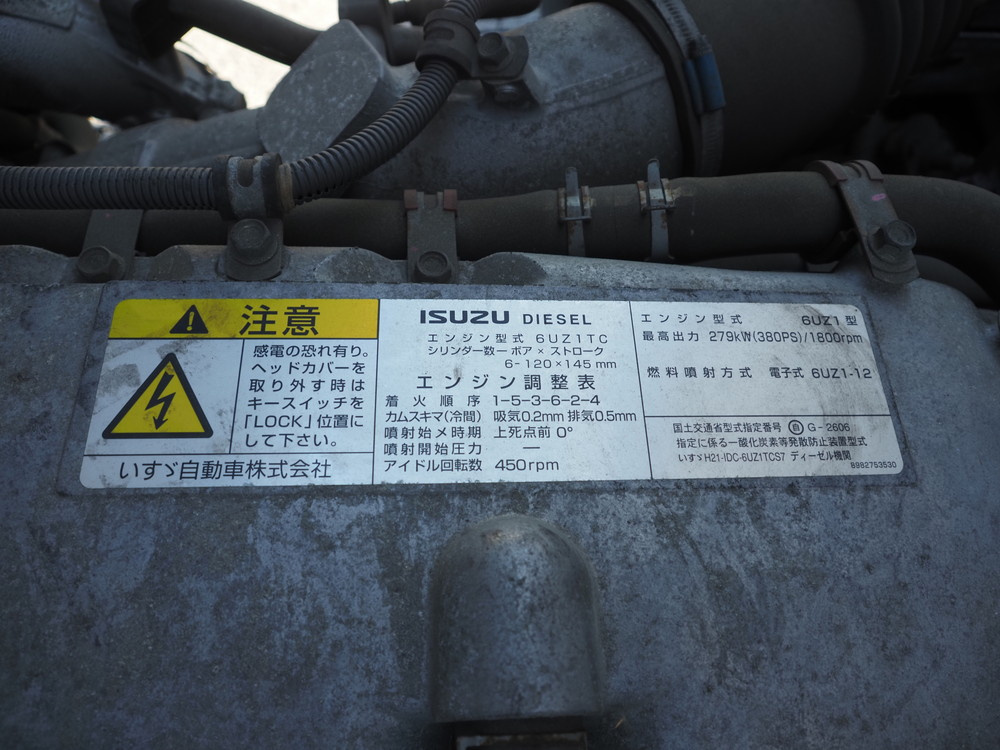 注意
感電の恐れ有り。
ヘッドカバーを
取り外す時は
キースイッチを
「LOCK」位置に
して下さい。
いすゞ自動車株式会社
ISUZU DIESEL
エンジン型式 6UZ1TC
シリンダー数－ボア×ストローク
6－120×145mm
エンジン調整表
着火順序 1-5-3-6-2-4
カムスキマ(冷間) 吸気0.2mm 排気0.5mm
噴射始メ時期 上死点前 0°
噴射開始圧力 ―
アイドル回転数 450rpm
エンジン型式 6UZ1型
最高出力 279kW(380PS)/1800rpm
燃料噴射方式 電子式 6UZ1-12
国土交通省型式指定番号 ㊐ G-2606
指定に係る一酸化炭素等発散防止装置型式
いすゞH21-IDC-6UZ1TCS7 ディーゼル機関
8982753530